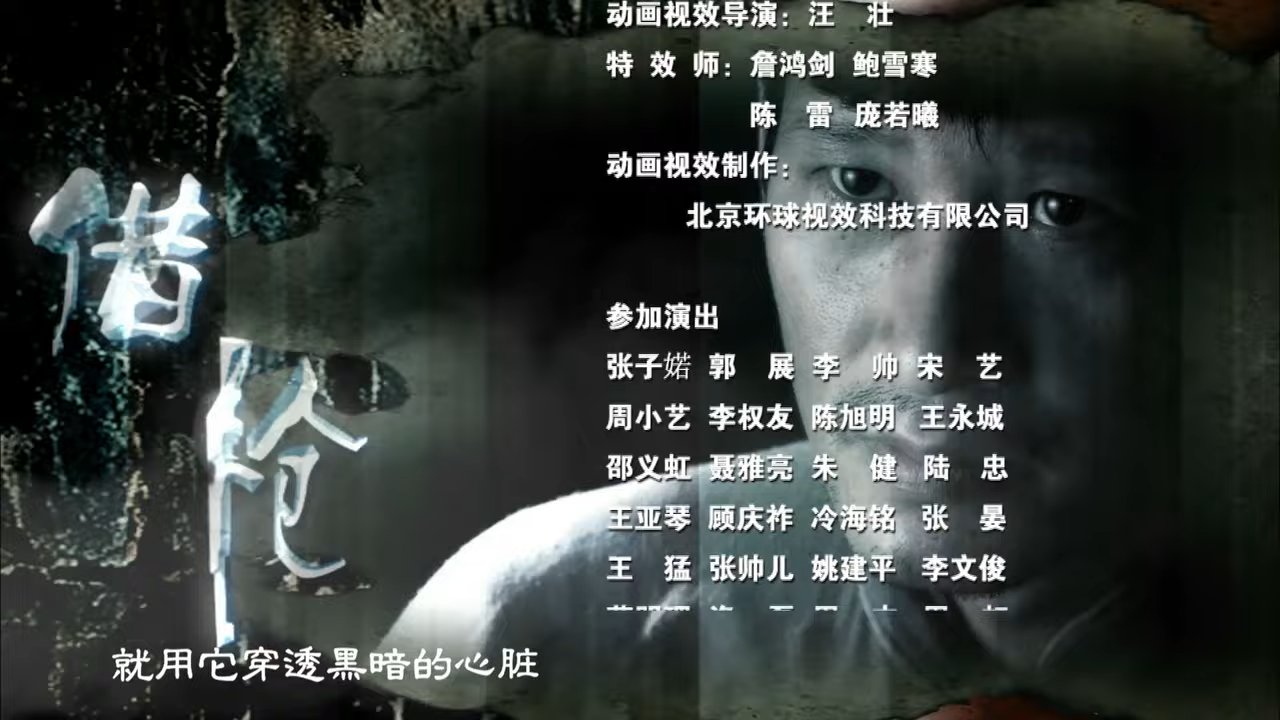 动画视效导演：汪 壮
特 效 师：詹鸿剑 鲍雪寒
陈 雷 庞若曦
动画视效制作：
北京环球视效科技有限公司
参加演出
张子婼 郭 展 李 帅 宋 艺
周小艺 李权友 陈旭明 王永城
邵义虹 聂雅亮 朱 健 陆 忠
王亚琴 顾庆祚 冷海铭 张 晏
王 猛 张帅儿 姚建平 李文俊
借枪
就用它穿透黑暗的心脏